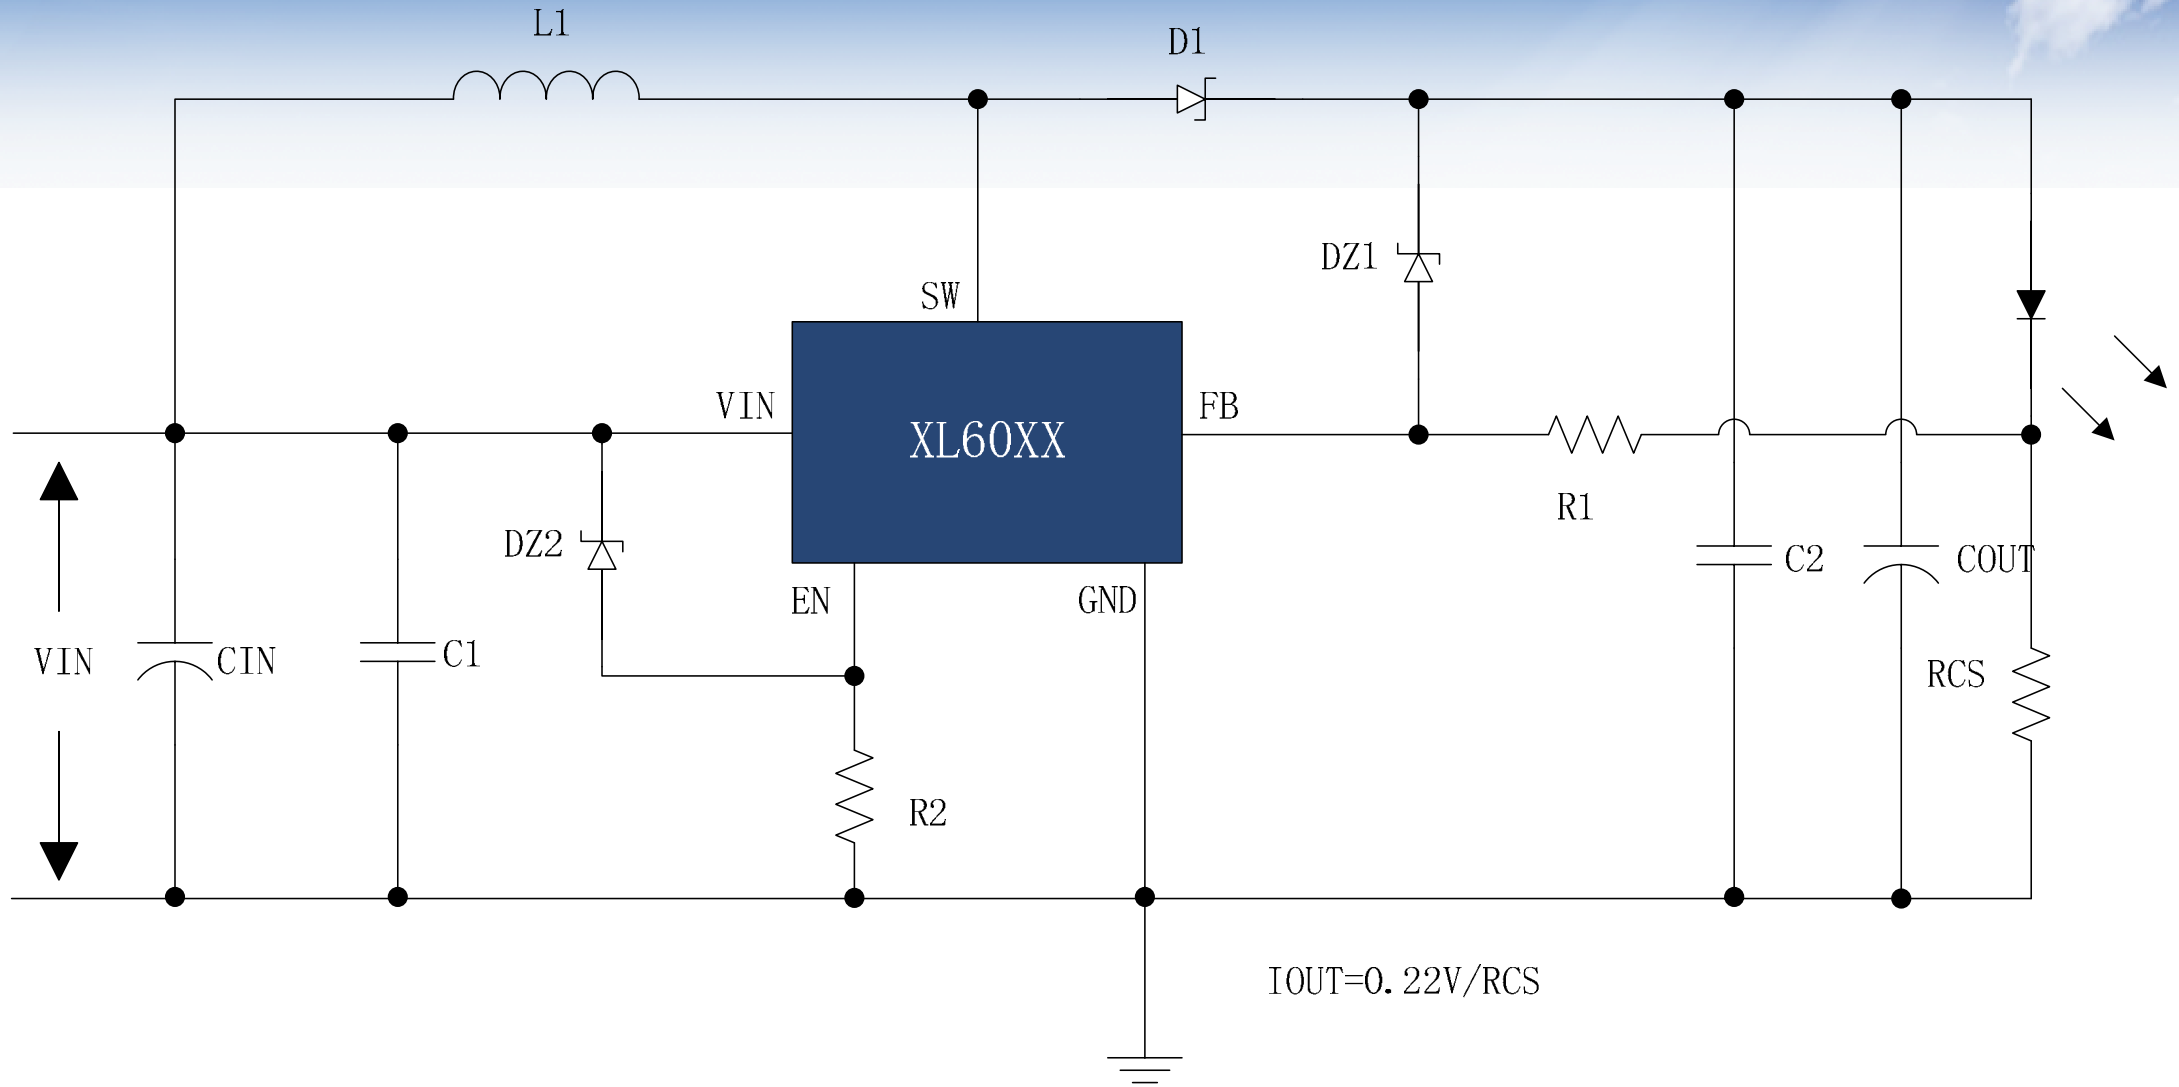 L1
D1
DZ1
SW
VIN
FB
XL60XX
R1
DZ2
C2
COUT
EN
GND
VIN
CIN
C1
RCS
R2
IOUT=0.22V/RCS